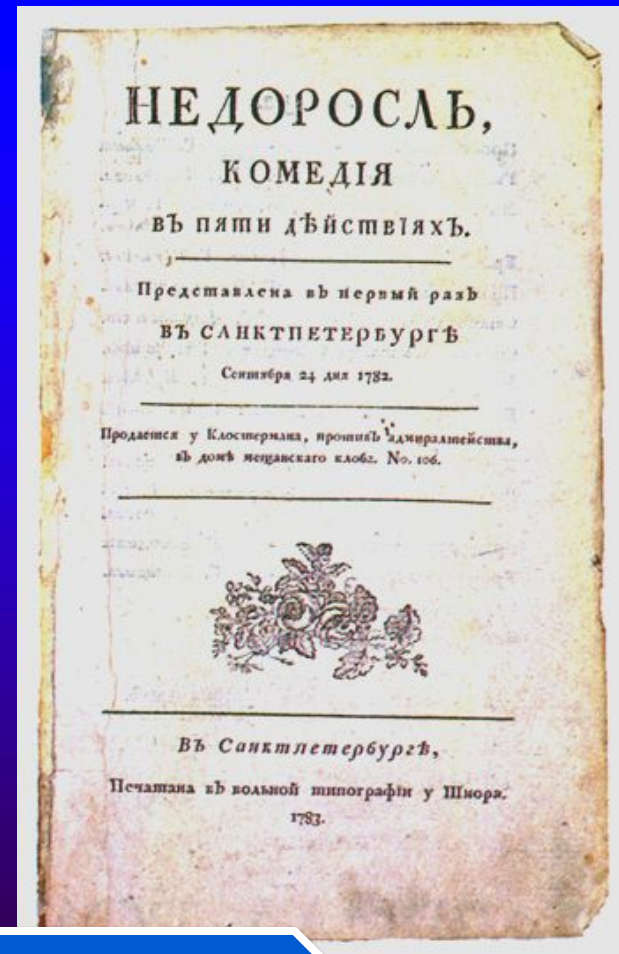 НЕДОРОСЛЬ,
КОМЕДІЯ
ВЪ ПЯТИ ДѢЙСТВІЯХЪ.
Представлена въ первый разъ
ВЪ САНКТПЕТЕРБУРГѢ
Сентября 24 дня 1782.
Продается у Клостермана, противъ адмиралтейства,
въ домѣ мещанскаго клоба. No. 106.
Въ Санктпетербургѣ,
Печатана въ вольной типографіи у Шнора.
1783.